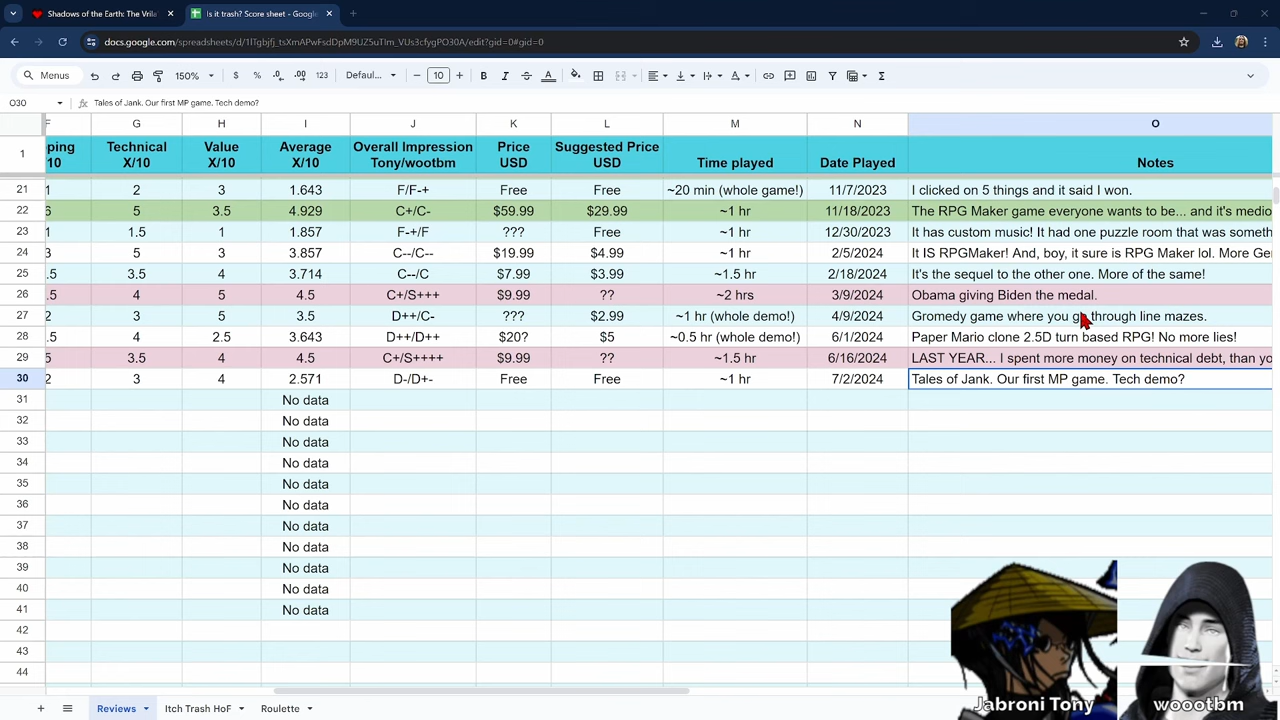 Shadows of the Earth: The Vrila
Is it trash? Score sheet - Google
docs.google.com/spreadsheets/d/1lTgbjfj_tsXmAPwFsdDpM9UZ5uTlm_VUs3cfygPO30A/edit?gid=0#gid=0
Menus 150% $ % .0 .00 123 Defaul... − 10 + B I A Σ
O30 fx Tales of Jank. Our first MP game. Tech demo?
F G H I J K L M N O
1 ping 10 Technical X/10 Value X/10 Average X/10 Overall Impression Tony/wootbm Price USD Suggested Price USD Time played Date Played Notes
21 1 2 3 1.643 F/F-+ Free Free ~20 min (whole game!) 11/7/2023 I clicked on 5 things and it said I won.
22 6 5 3.5 4.929 C+/C- $59.99 $29.99 ~1 hr 11/18/2023 The RPG Maker game everyone wants to be... and it's medio
23 1 1.5 1 1.857 F-+/F ??? Free ~1 hr 12/30/2023 It has custom music! It had one puzzle room that was someth
24 3 5 3 3.857 C--/C-- $19.99 $4.99 ~1 hr 2/5/2024 It IS RPGMaker! And, boy, it sure is RPG Maker lol. More Ge
25 .5 3.5 4 3.714 C--/C $7.99 $3.99 ~1.5 hr 2/18/2024 It's the sequel to the other one. More of the same!
26 .5 4 5 4.5 C+/S+++ $9.99 ?? ~2 hrs 3/9/2024 Obama giving Biden the medal.
27 2 3 5 3.5 D++/C- ??? $2.99 ~1 hr (whole demo!) 4/9/2024 Gromedy game where you go through line mazes.
28 .5 4 2.5 3.643 D++/D++ $20? $5 ~0.5 hr (whole demo!) 6/1/2024 Paper Mario clone 2.5D turn based RPG! No more lies!
29 5 3.5 4 4.5 C+/S++++ $9.99 ?? ~1.5 hr 6/16/2024 LAST YEAR... I spent more money on technical debt, than yo
30 2 3 4 2.571 D-/D+- Free Free ~1 hr 7/2/2024 Tales of Jank. Our first MP game. Tech demo?
31 No data
32 No data
33 No data
34 No data
35 No data
36 No data
37 No data
38 No data
39 No data
40 No data
41 No data
42
43
44
Jabroni Tony woootbm
Reviews Itch Trash HoF Roulette